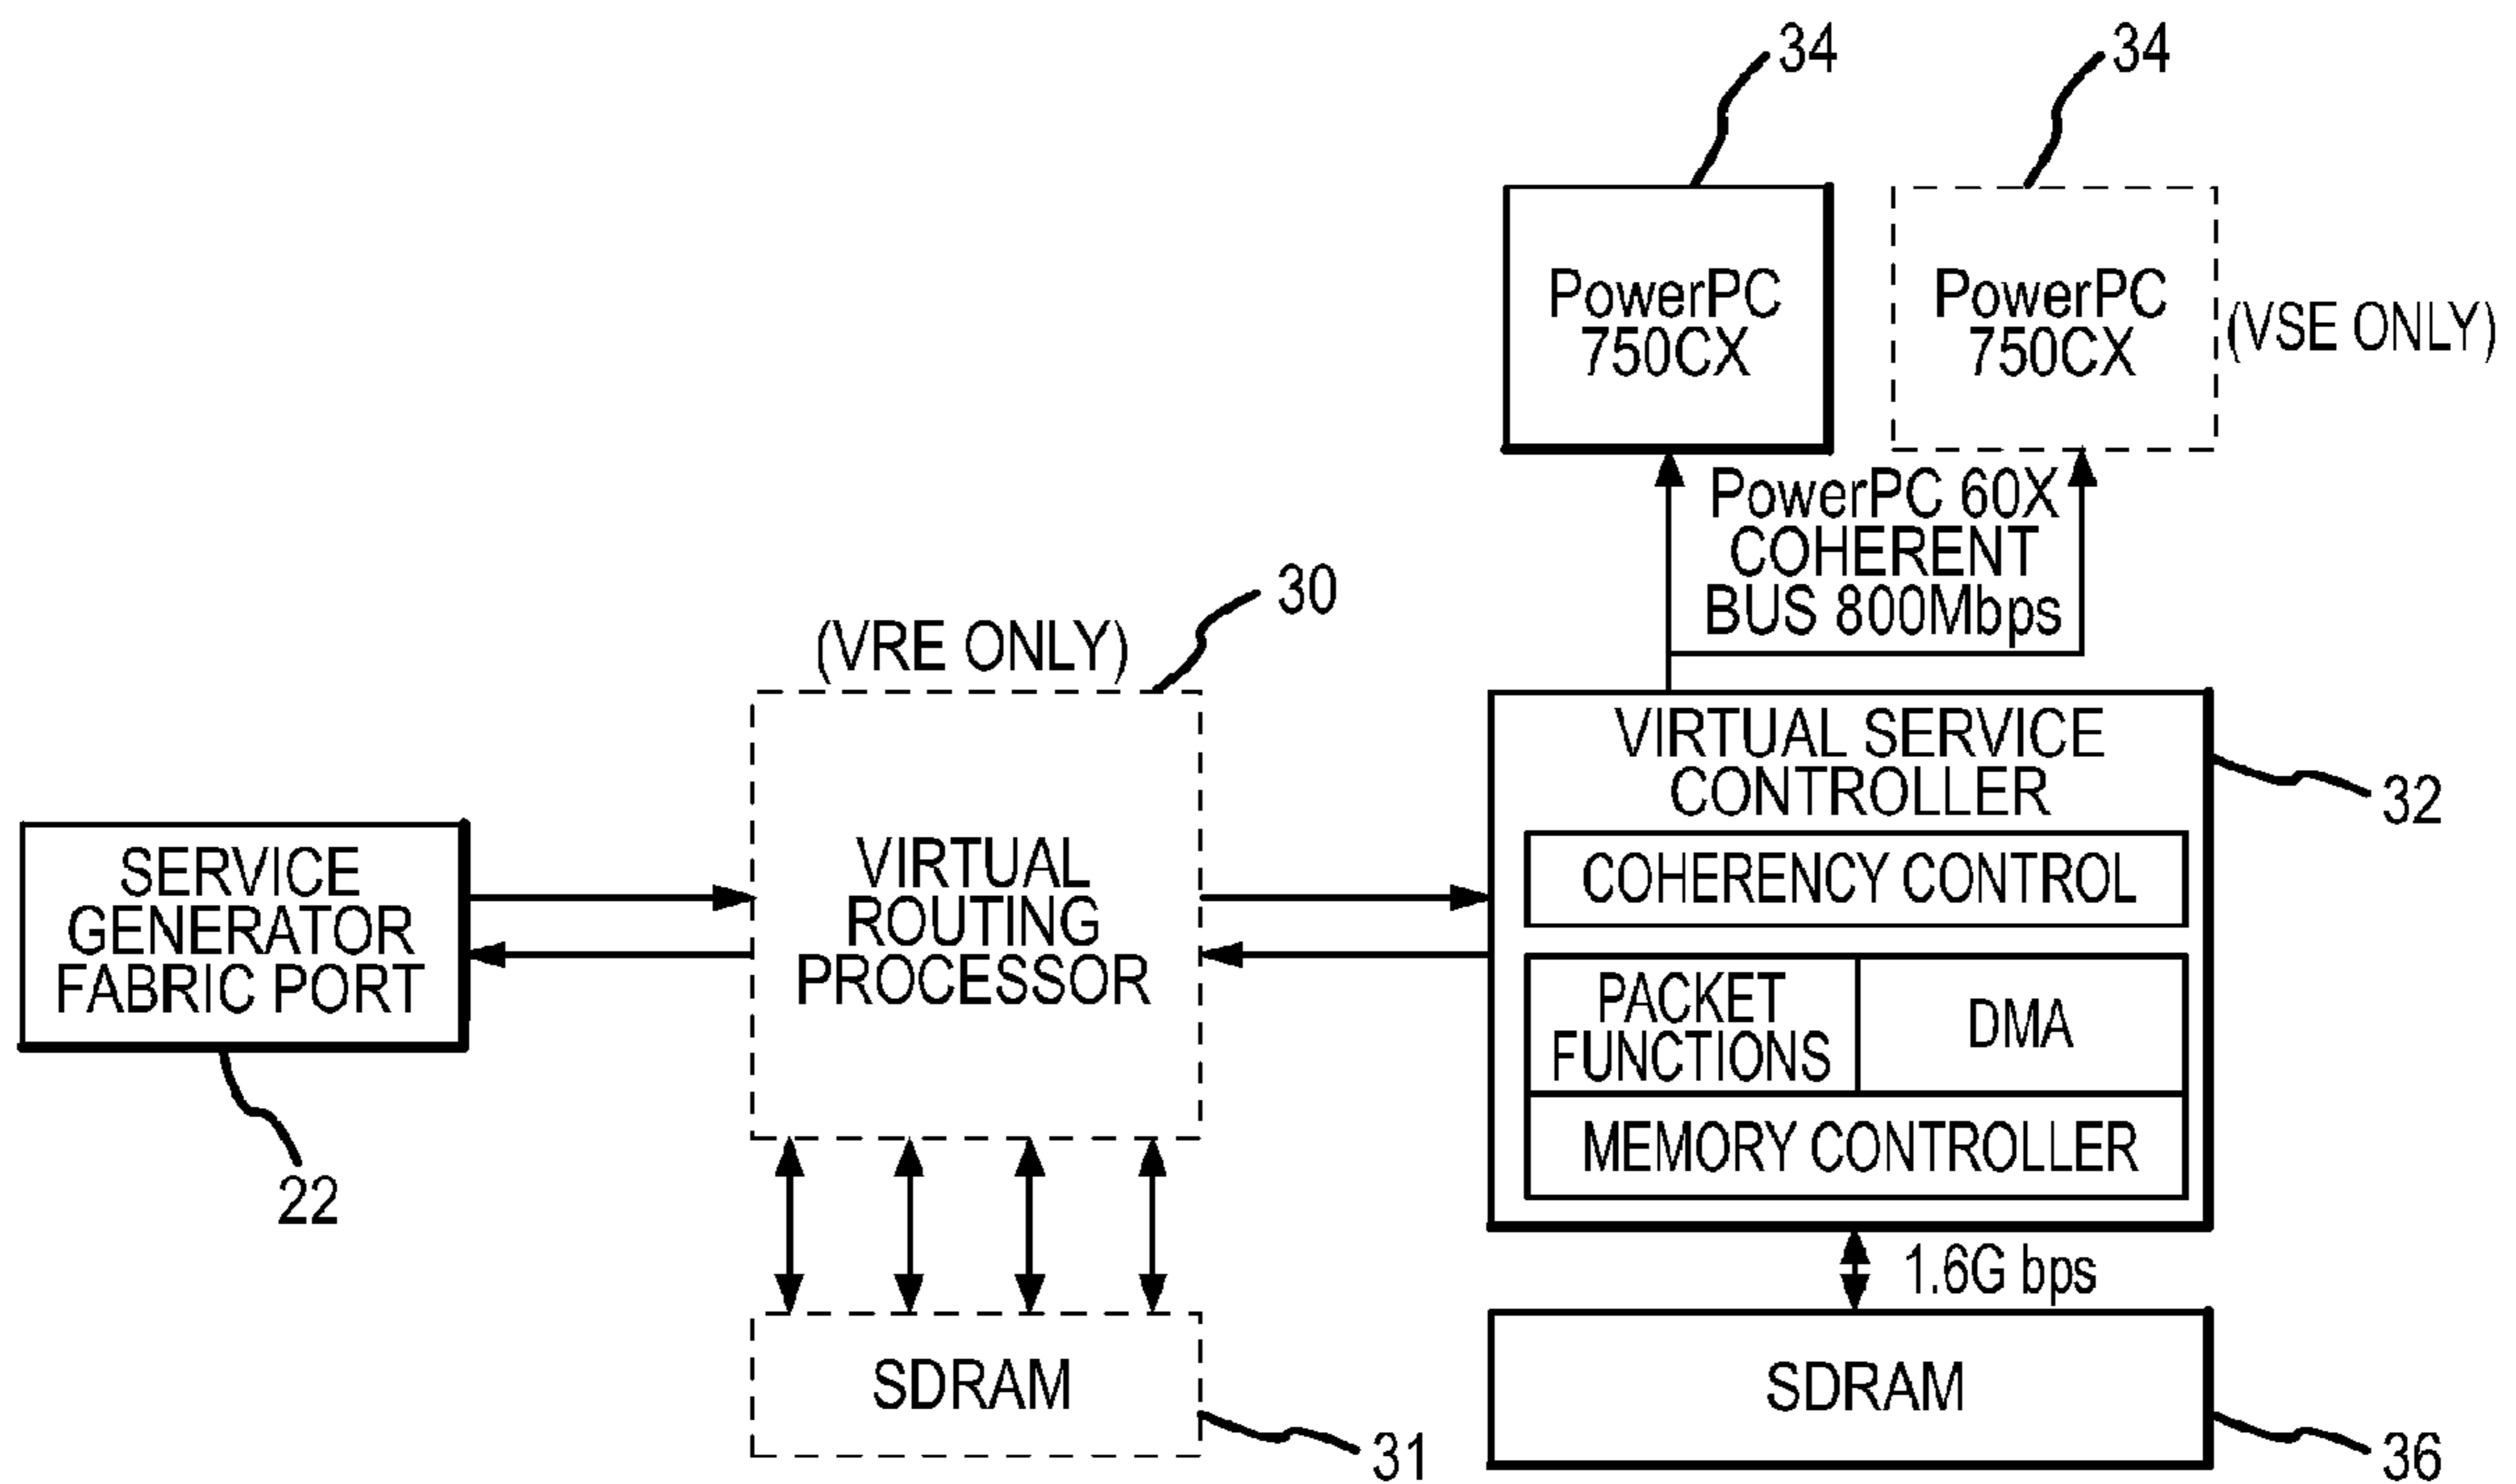 34
34
PowerPC
750CX
PowerPC
750CX
(VSE ONLY)
PowerPC 60X
COHERENT
BUS 800Mbps
30
(VRE ONLY)
VIRTUAL SERVICE
CONTROLLER
32
SERVICE
GENERATOR
FABRIC PORT
22
VIRTUAL
ROUTING
PROCESSOR
COHERENCY CONTROL
PACKET
FUNCTIONS
DMA
MEMORY CONTROLLER
1.6G bps
SDRAM
31
SDRAM
36